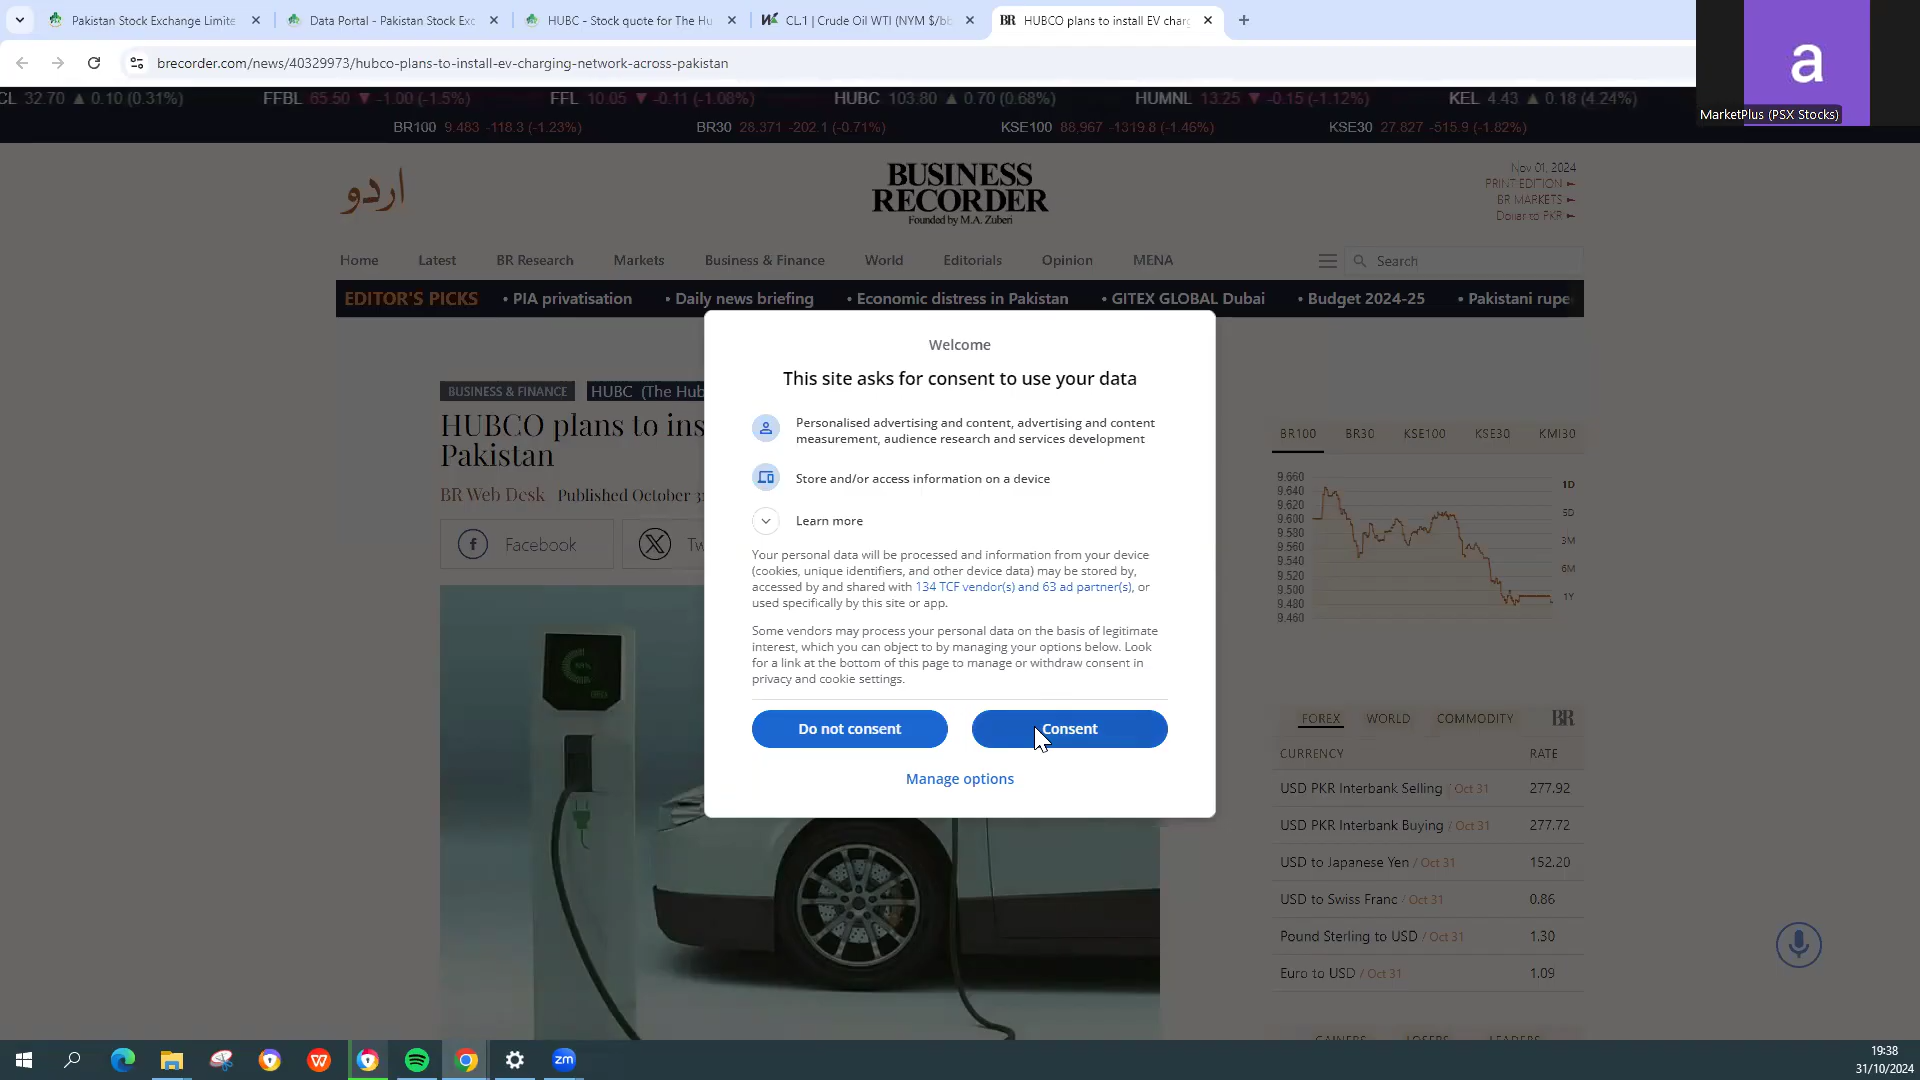 Pakistan Stock Exchange Limite
Data Portal - Pakistan Stock Exc
HUBC - Stock quote for The Hu
CL.1 | Crude Oil WTI (NYM $/bb
BR HUBCO plans to install EV charg
brecorder.com/news/40329973/hubco-plans-to-install-ev-charging-network-across-pakistan
a
MarketPlus (PSX Stocks)
CL 32.70 ▲ 0.10 (0.31%) FFBL 65.50 ▼ -1.00 (-1.5%) FFL 10.05 ▼ -0.11 (-1.08%) HUBC 103.80 ▲ 0.70 (0.68%) HUMNL 13.25 ▼ -0.15 (-1.12%) KEL 4.43 ▲ 0.18 (4.24%)
BR100 9,483 -118.3 (-1.23%) BR30 28,371 -202.1 (-0.71%) KSE100 88,967 -1319.8 (-1.46%) KSE30 27,827 -515.9 (-1.82%)
اردو
BUSINESS
RECORDER
Founded by M.A. Zuberi
Nov 01, 2024
PRINT EDITION
BR MARKETS
Dollar to PKR
Home Latest BR Research Markets Business & Finance World Editorials Opinion MENA
Search
EDITOR'S PICKS • PIA privatisation • Daily news briefing • Economic distress in Pakistan • GITEX GLOBAL Dubai • Budget 2024-25 • Pakistani rupe
BUSINESS & FINANCE HUBC (The Hub
HUBCO plans to ins
Pakistan
BR Web Desk Published October 31
Facebook
Tw
Welcome
This site asks for consent to use your data
Personalised advertising and content, advertising and content
measurement, audience research and services development
Store and/or access information on a device
Learn more
Your personal data will be processed and information from your device
(cookies, unique identifiers, and other device data) may be stored by,
accessed by and shared with 134 TCF vendor(s) and 63 ad partner(s), or
used specifically by this site or app.
Some vendors may process your personal data on the basis of legitimate
interest, which you can object to by managing your options below. Look
for a link at the bottom of this page to manage or withdraw consent in
privacy and cookie settings.
Do not consent
Consent
Manage options
BR100 BR30 KSE100 KSE30 KMI30
9,660
9,640
9,620
9,600
9,580
9,560
9,540
9,520
9,500
9,480
9,460
1D
5D
3M
6M
1Y
FOREX WORLD COMMODITY BR
CURRENCY RATE
USD PKR Interbank Selling / Oct 31 277.92
USD PKR Interbank Buying / Oct 31 277.72
USD to Japanese Yen / Oct 31 152.20
USD to Swiss Franc / Oct 31 0.86
Pound Sterling to USD / Oct 31 1.30
Euro to USD / Oct 31 1.09
GAINERS LOSERS LEADERS
zm
19:38
31/10/2024